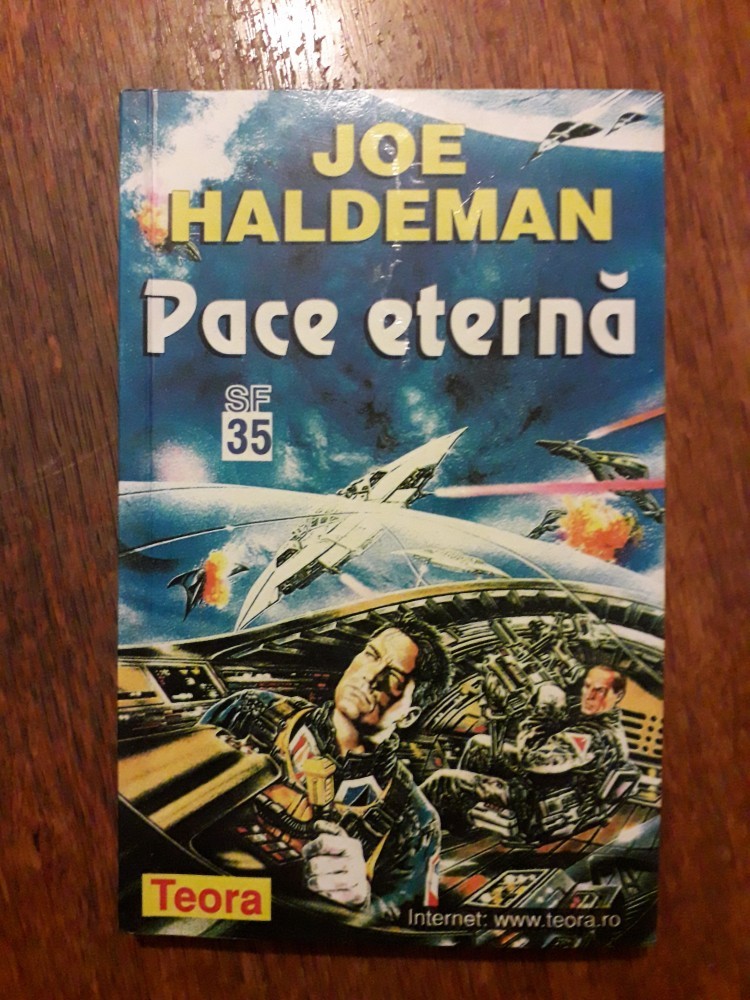 JOE
HALDEMAN
Pace eternă
SF
35
Teora
Internet: www.teora.ro